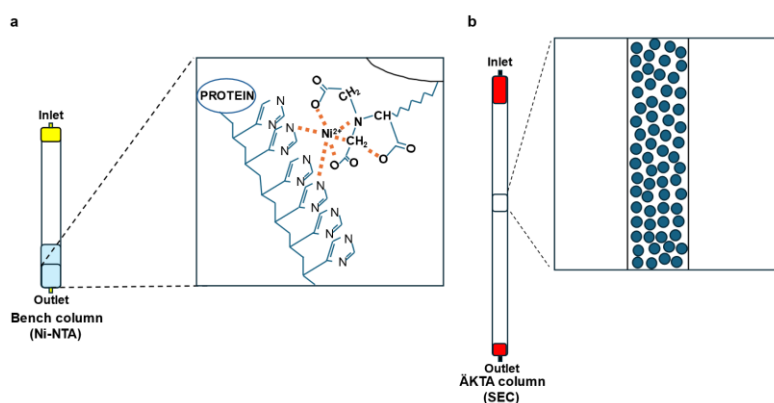 a
Inlet
Outlet
Bench column
(Ni-NTA)
PROTEIN
N
N
N
N
N
N
Ni²⁺
O
O
CH₂
N
CH
CH₂
O
O
O
O
b
Inlet
Outlet
ÄKTA column
(SEC)